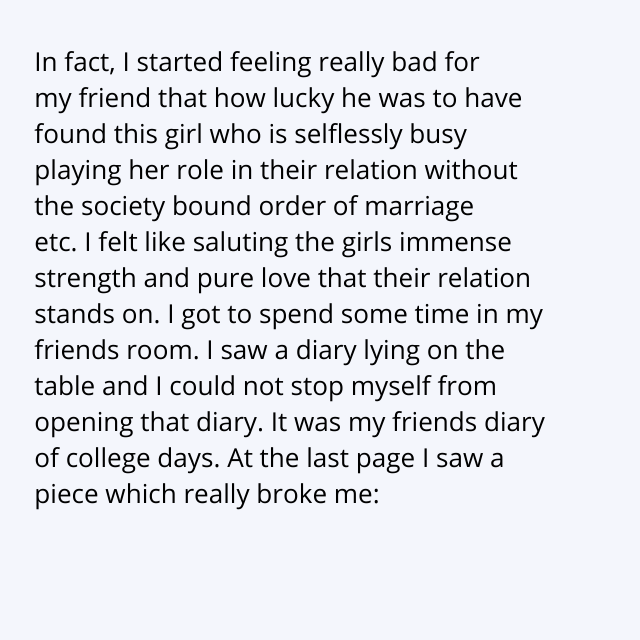 In fact, I started feeling really bad for
my friend that how lucky he was to have
found this girl who is selflessly busy
playing her role in their relation without
the society bound order of marriage
etc. I felt like saluting the girls immense
strength and pure love that their relation
stands on. I got to spend some time in my
friends room. I saw a diary lying on the
table and I could not stop myself from
opening that diary. It was my friends diary
of college days. At the last page I saw a
piece which really broke me: